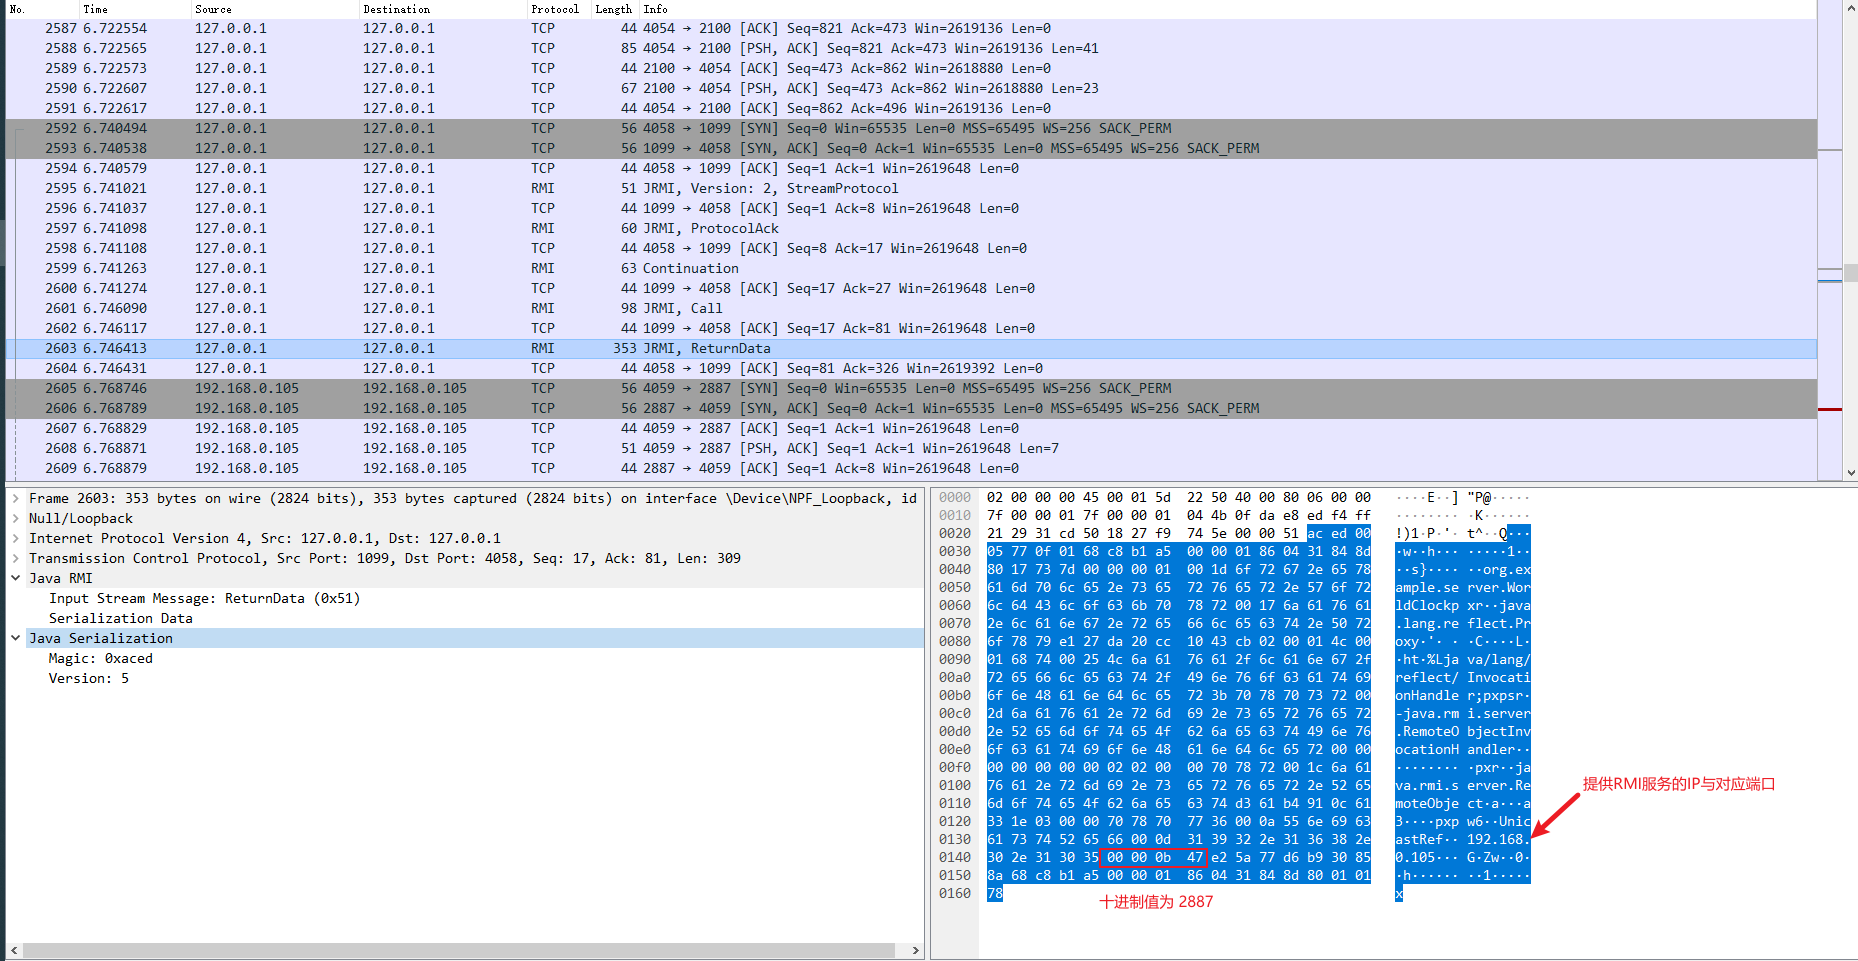 No. Time Source Destination Protocol Length Info
2587 6.722554 127.0.0.1 127.0.0.1 TCP 44 4054 → 2100 [ACK] Seq=821 Ack=473 Win=2619136 Len=0
2588 6.722565 127.0.0.1 127.0.0.1 TCP 85 4054 → 2100 [PSH, ACK] Seq=821 Ack=473 Win=2619136 Len=41
2589 6.722573 127.0.0.1 127.0.0.1 TCP 44 2100 → 4054 [ACK] Seq=473 Ack=862 Win=2618880 Len=0
2590 6.722607 127.0.0.1 127.0.0.1 TCP 67 2100 → 4054 [PSH, ACK] Seq=473 Ack=862 Win=2618880 Len=23
2591 6.722617 127.0.0.1 127.0.0.1 TCP 44 4054 → 2100 [ACK] Seq=862 Ack=496 Win=2619136 Len=0
2592 6.740494 127.0.0.1 127.0.0.1 TCP 56 4058 → 1099 [SYN] Seq=0 Win=65535 Len=0 MSS=65495 WS=256 SACK_PERM
2593 6.740538 127.0.0.1 127.0.0.1 TCP 56 1099 → 4058 [SYN, ACK] Seq=0 Ack=1 Win=65535 Len=0 MSS=65495 WS=256 SACK_PERM
2594 6.740579 127.0.0.1 127.0.0.1 TCP 44 4058 → 1099 [ACK] Seq=1 Ack=1 Win=2619648 Len=0
2595 6.741021 127.0.0.1 127.0.0.1 RMI 51 JRMI, Version: 2, StreamProtocol
2596 6.741037 127.0.0.1 127.0.0.1 TCP 44 1099 → 4058 [ACK] Seq=1 Ack=8 Win=2619648 Len=0
2597 6.741098 127.0.0.1 127.0.0.1 RMI 60 JRMI, ProtocolAck
2598 6.741108 127.0.0.1 127.0.0.1 TCP 44 4058 → 1099 [ACK] Seq=8 Ack=17 Win=2619648 Len=0
2599 6.741263 127.0.0.1 127.0.0.1 RMI 63 Continuation
2600 6.741274 127.0.0.1 127.0.0.1 TCP 44 1099 → 4058 [ACK] Seq=17 Ack=27 Win=2619648 Len=0
2601 6.746090 127.0.0.1 127.0.0.1 RMI 98 JRMI, Call
2602 6.746117 127.0.0.1 127.0.0.1 TCP 44 1099 → 4058 [ACK] Seq=17 Ack=81 Win=2619648 Len=0
2603 6.746413 127.0.0.1 127.0.0.1 RMI 353 JRMI, ReturnData
2604 6.746431 127.0.0.1 127.0.0.1 TCP 44 4058 → 1099 [ACK] Seq=81 Ack=326 Win=2619392 Len=0
2605 6.768746 192.168.0.105 192.168.0.105 TCP 56 4059 → 2887 [SYN] Seq=0 Win=65535 Len=0 MSS=65495 WS=256 SACK_PERM
2606 6.768789 192.168.0.105 192.168.0.105 TCP 56 2887 → 4059 [SYN, ACK] Seq=0 Ack=1 Win=65535 Len=0 MSS=65495 WS=256 SACK_PERM
2607 6.768829 192.168.0.105 192.168.0.105 TCP 44 4059 → 2887 [ACK] Seq=1 Ack=1 Win=2619648 Len=0
2608 6.768871 192.168.0.105 192.168.0.105 TCP 51 4059 → 2887 [PSH, ACK] Seq=1 Ack=1 Win=2619648 Len=7
2609 6.768879 192.168.0.105 192.168.0.105 TCP 44 2887 → 4059 [ACK] Seq=1 Ack=8 Win=2619648 Len=0
Frame 2603: 353 bytes on wire (2824 bits), 353 bytes captured (2824 bits) on interface \Device\NPF_Loopback, id
Null/Loopback
Internet Protocol Version 4, Src: 127.0.0.1, Dst: 127.0.0.1
Transmission Control Protocol, Src Port: 1099, Dst Port: 4058, Seq: 17, Ack: 81, Len: 309
Java RMI
Input Stream Message: ReturnData (0x51)
Serialization Data
Java Serialization
Magic: 0xaced
Version: 5
0000 02 00 00 00 45 00 01 5d 22 50 40 00 80 06 00 00 ····E··] "P@·····
0010 7f 00 00 01 7f 00 00 01 04 4b 0f da e8 ed f4 ff ········ ·K······
0020 21 29 31 cd 50 18 27 f9 74 5e 00 00 51 ac ed 00 !)1·P·'· t^··Q···
0030 05 77 0f 01 68 c8 b1 a5 00 00 01 86 04 31 84 8d ·w··h··· ·····1··
0040 80 17 73 7d 00 00 00 01 00 1d 6f 72 67 2e 65 78 ··s}···· ··org.ex
0050 61 6d 70 6c 65 2e 73 65 72 76 65 72 2e 57 6f 72 ample.se rver.Wor
0060 6c 64 43 6c 6f 63 6b 70 78 72 00 17 6a 61 76 61 ldClockp xr··java
0070 2e 6c 61 6e 67 2e 72 65 66 6c 65 63 74 2e 50 72 .lang.re flect.Pr
0080 6f 78 79 e1 27 da 20 cc 10 43 cb 02 00 01 4c 00 oxy·'· · ·C····L·
0090 01 68 74 00 25 4c 6a 61 76 61 2f 6c 61 6e 67 2f ·ht·%Lja va/lang/
00a0 72 65 66 6c 65 63 74 2f 49 6e 76 6f 63 61 74 69 reflect/ Invocati
00b0 6f 6e 48 61 6e 64 6c 65 72 3b 70 78 70 73 72 00 onHandle r;pxpsr·
00c0 2d 6a 61 76 61 2e 72 6d 69 2e 73 65 72 76 65 72 -java.rm i.server
00d0 2e 52 65 6d 6f 74 65 4f 62 6a 65 63 74 49 6e 76 .RemoteO bjectInv
00e0 6f 63 61 74 69 6f 6e 48 61 6e 64 6c 65 72 00 00 ocationH andler··
00f0 00 00 00 00 00 02 02 00 00 70 78 72 00 1c 6a 61 ········ ·pxr··ja
0100 76 61 2e 72 6d 69 2e 73 65 72 76 65 72 2e 52 65 va.rmi.s erver.Re
0110 6d 6f 74 65 4f 62 6a 65 63 74 d3 61 b4 91 0c 61 moteObje ct·a···a
0120 33 1e 03 00 00 70 78 70 77 36 00 0a 55 6e 69 63 3····pxp w6··Unic
0130 61 73 74 52 65 66 00 0d 31 39 32 2e 31 36 38 2e astRef·· 192.168.
0140 30 2e 31 30 35 00 00 0b 47 e2 5a 77 d6 b9 30 85 0.105··· G·Zw··0·
0150 8a 68 c8 b1 a5 00 00 01 86 04 31 84 8d 80 01 01 ·h······ ··1·····
0160 78 x
提供RMI服务的IP与对应端口
十进制值为 2887